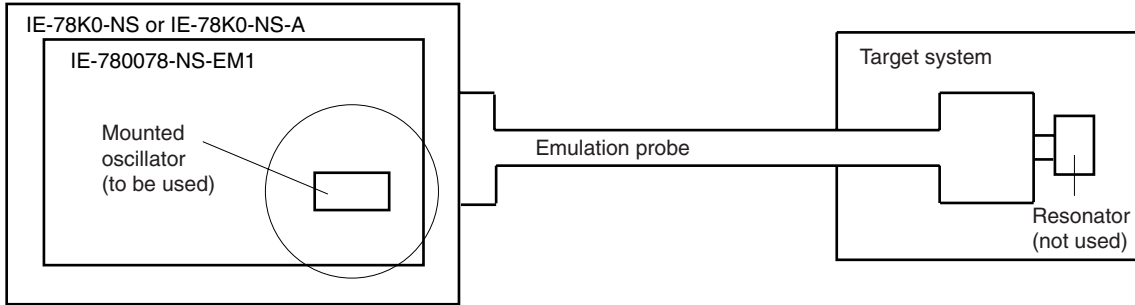 IE-78K0-NS or IE-78K0-NS-A
IE-780078-NS-EM1
Mounted
oscillator
(to be used)
Emulation probe
Target system
Resonator
(not used)